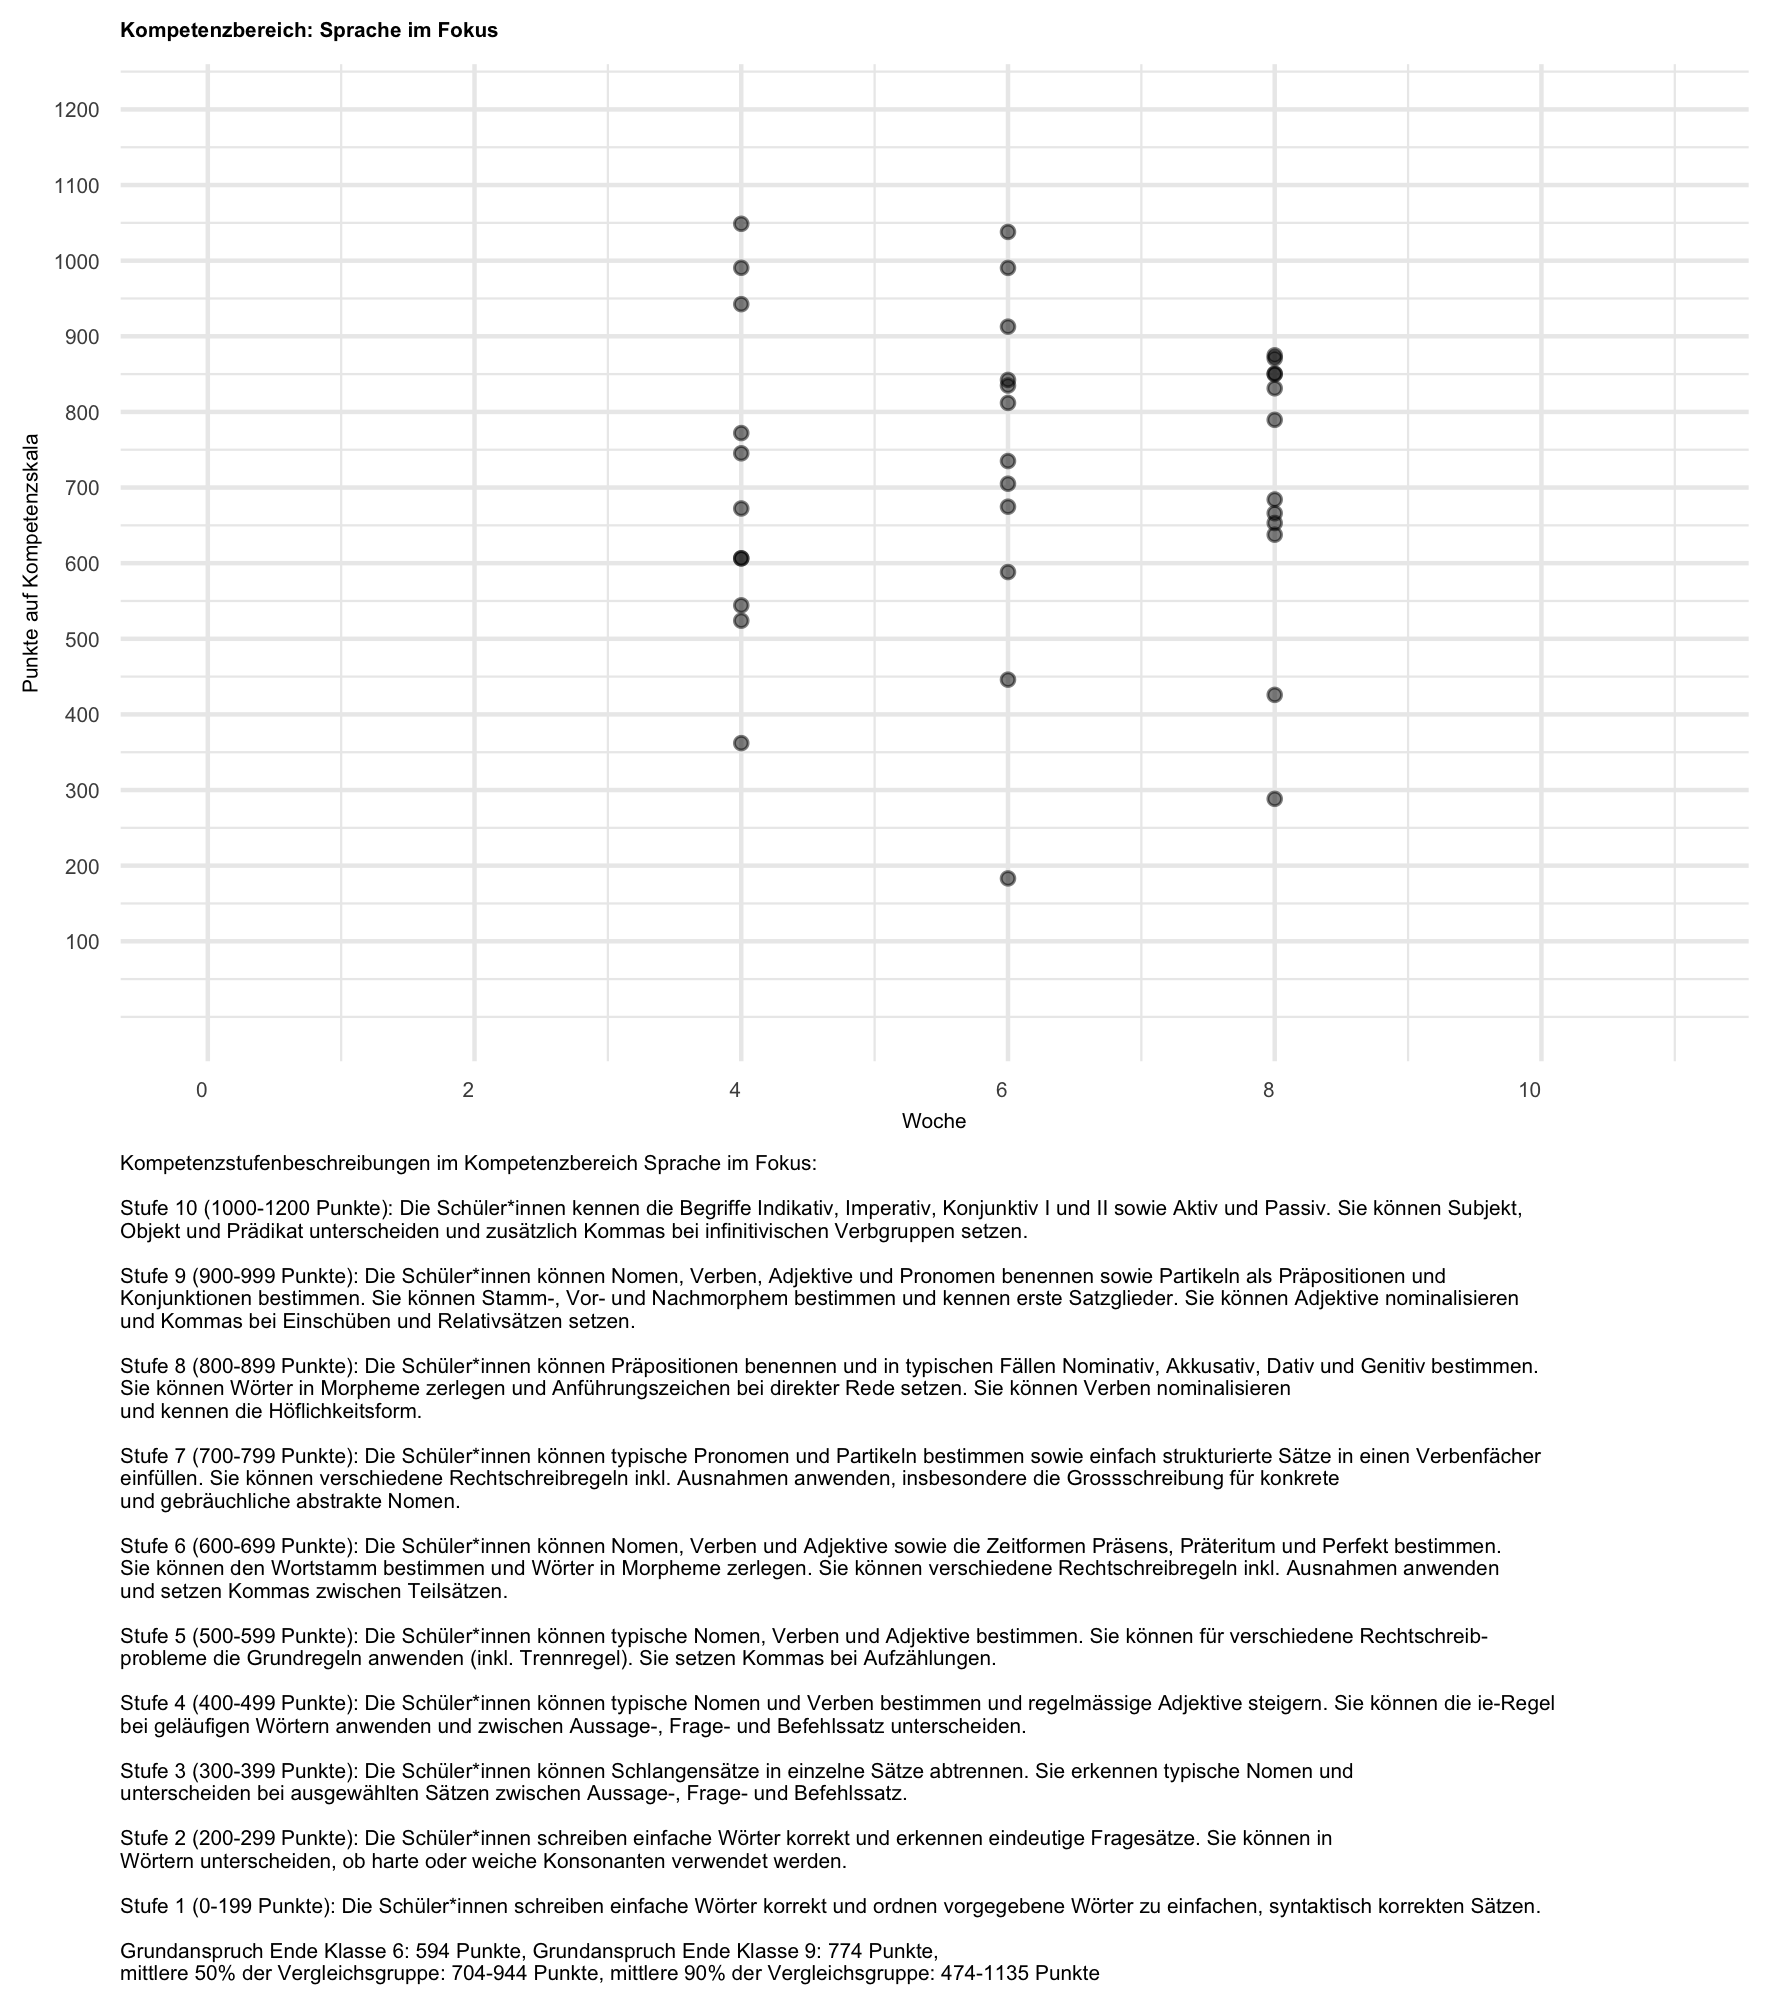 Kompetenzbereich: Sprache im Fokus
1200
1100
1000
900
800
700
600
500
400
300
200
100
Punkte auf Kompetenzskala
0 2 4 6 8 10
Woche
Kompetenzstufenbeschreibungen im Kompetenzbereich Sprache im Fokus:
Stufe 10 (1000-1200 Punkte): Die Schüler*innen kennen die Begriffe Indikativ, Imperativ, Konjunktiv I und II sowie Aktiv und Passiv. Sie können Subjekt,
Objekt und Prädikat unterscheiden und zusätzlich Kommas bei infinitivischen Verbgruppen setzen.
Stufe 9 (900-999 Punkte): Die Schüler*innen können Nomen, Verben, Adjektive und Pronomen benennen sowie Partikeln als Präpositionen und
Konjunktionen bestimmen. Sie können Stamm-, Vor- und Nachmorphem bestimmen und kennen erste Satzglieder. Sie können Adjektive nominalisieren
und Kommas bei Einschüben und Relativsätzen setzen.
Stufe 8 (800-899 Punkte): Die Schüler*innen können Präpositionen benennen und in typischen Fällen Nominativ, Akkusativ, Dativ und Genitiv bestimmen.
Sie können Wörter in Morpheme zerlegen und Anführungszeichen bei direkter Rede setzen. Sie können Verben nominalisieren
und kennen die Höflichkeitsform.
Stufe 7 (700-799 Punkte): Die Schüler*innen können typische Pronomen und Partikeln bestimmen sowie einfach strukturierte Sätze in einen Verbenfächer
einfüllen. Sie können verschiedene Rechtschreibregeln inkl. Ausnahmen anwenden, insbesondere die Grossschreibung für konkrete
und gebräuchliche abstrakte Nomen.
Stufe 6 (600-699 Punkte): Die Schüler*innen können Nomen, Verben und Adjektive sowie die Zeitformen Präsens, Präteritum und Perfekt bestimmen.
Sie können den Wortstamm bestimmen und Wörter in Morpheme zerlegen. Sie können verschiedene Rechtschreibregeln inkl. Ausnahmen anwenden
und setzen Kommas zwischen Teilsätzen.
Stufe 5 (500-599 Punkte): Die Schüler*innen können typische Nomen, Verben und Adjektive bestimmen. Sie können für verschiedene Rechtschreib-
probleme die Grundregeln anwenden (inkl. Trennregel). Sie setzen Kommas bei Aufzählungen.
Stufe 4 (400-499 Punkte): Die Schüler*innen können typische Nomen und Verben bestimmen und regelmässige Adjektive steigern. Sie können die ie-Regel
bei geläufigen Wörtern anwenden und zwischen Aussage-, Frage- und Befehlssatz unterscheiden.
Stufe 3 (300-399 Punkte): Die Schüler*innen können Schlangensätze in einzelne Sätze abtrennen. Sie erkennen typische Nomen und
unterscheiden bei ausgewählten Sätzen zwischen Aussage-, Frage- und Befehlssatz.
Stufe 2 (200-299 Punkte): Die Schüler*innen schreiben einfache Wörter korrekt und erkennen eindeutige Fragesätze. Sie können in
Wörtern unterscheiden, ob harte oder weiche Konsonanten verwendet werden.
Stufe 1 (0-199 Punkte): Die Schüler*innen schreiben einfache Wörter korrekt und ordnen vorgegebene Wörter zu einfachen, syntaktisch korrekten Sätzen.
Grundanspruch Ende Klasse 6: 594 Punkte, Grundanspruch Ende Klasse 9: 774 Punkte,
mittlere 50% der Vergleichsgruppe: 704-944 Punkte, mittlere 90% der Vergleichsgruppe: 474-1135 Punkte